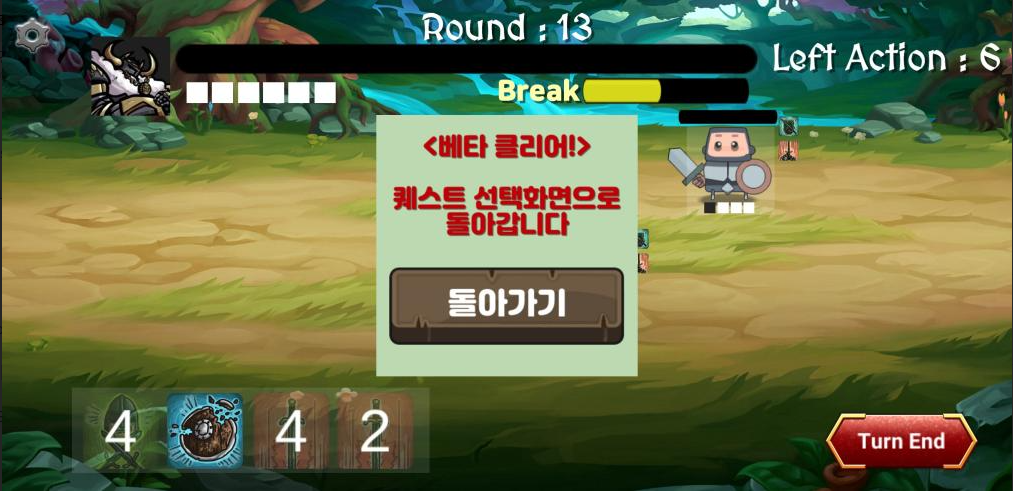 Round : 13
Left Action : 6
Break
<베타 클리어!>
퀘스트 선택화면으로
돌아갑니다
돌아가기
4
4
2
Turn End